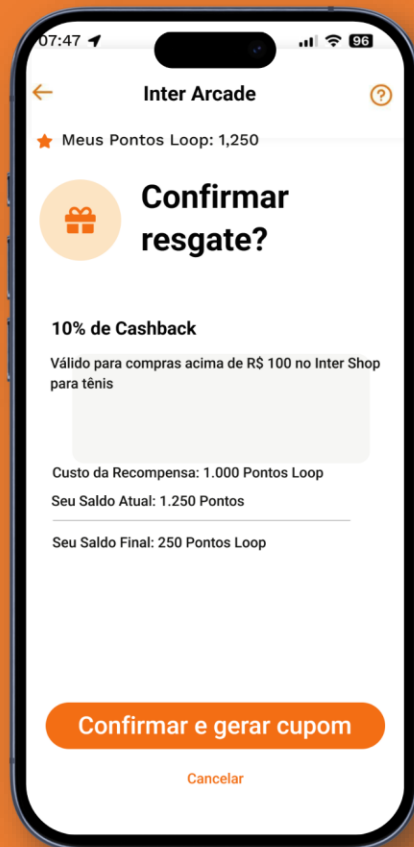 07:47
96
Inter Arcade
?
Meus Pontos Loop: 1,250
Confirmar
resgate?
10% de Cashback
Válido para compras acima de R$ 100 no Inter Shop
para tênis
Custo da Recompensa: 1.000 Pontos Loop
Seu Saldo Atual: 1.250 Pontos
Seu Saldo Final: 250 Pontos Loop
Confirmar e gerar cupom
Cancelar